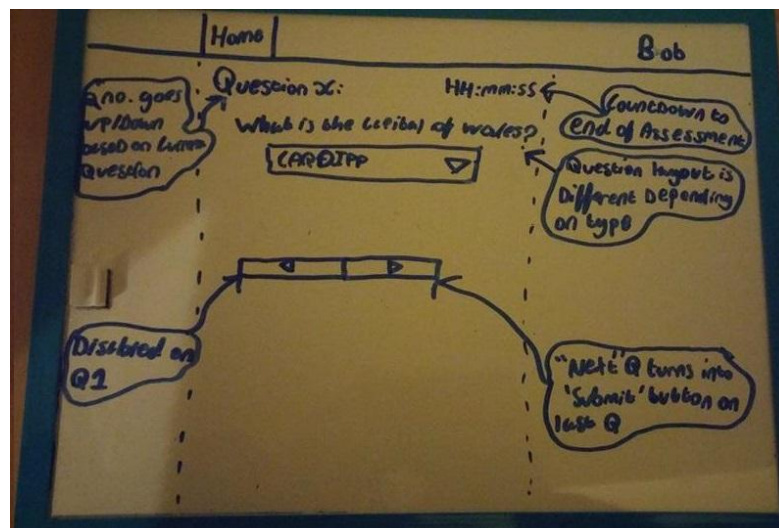 Home
Bob
Q no. goes
up/Down
based on
Question
Question x:
HH:mm:ss
Countdown to
end of Assessment
What is the capital of wales?
CARDIFF
Question layout is
Different Depending
on type
Disabled on
Q1
"Next" Q turns into
'Submit' button on
last Q